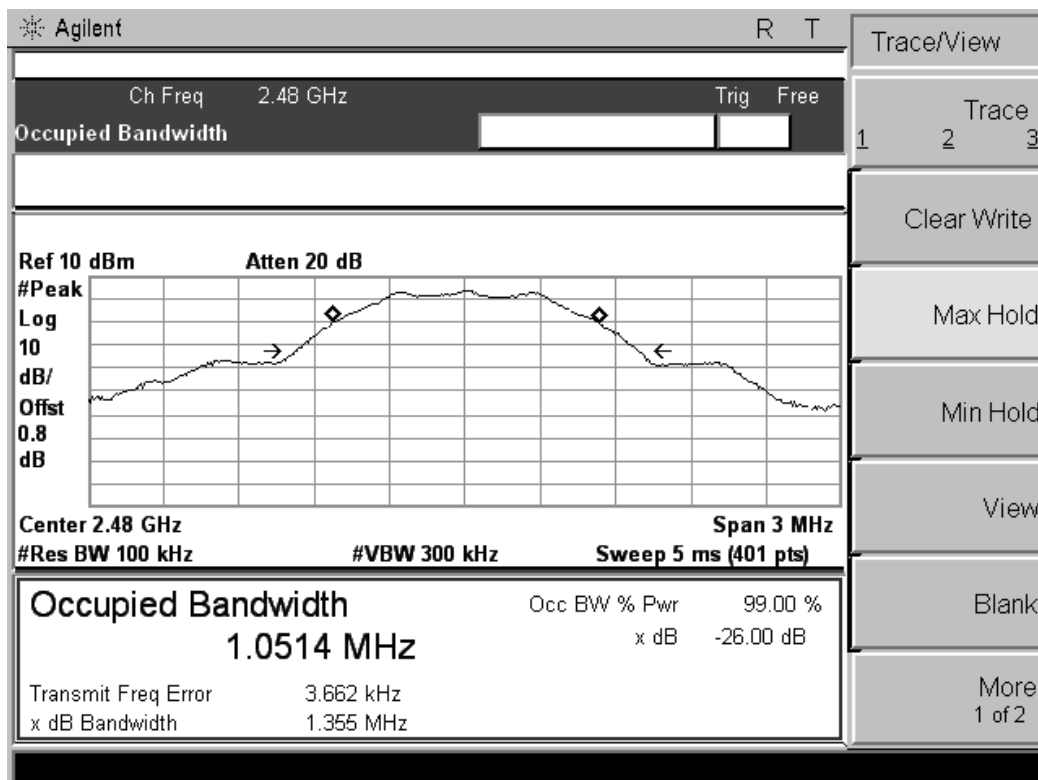 Agilent R T
Trace/View
Ch Freq 2.48 GHz Trig Free
Occupied Bandwidth
Trace
1 2 3
Clear Write
Ref 10 dBm Atten 20 dB
#Peak
Log
10
dB/
Offst
0.8
dB
Max Hold
Min Hold
Center 2.48 GHz Span 3 MHz
#Res BW 100 kHz #VBW 300 kHz Sweep 5 ms (401 pts)
View
Occupied Bandwidth Occ BW % Pwr 99.00 %
1.0514 MHz x dB -26.00 dB
Transmit Freq Error 3.662 kHz
x dB Bandwidth 1.355 MHz
Blank
More
1 of 2